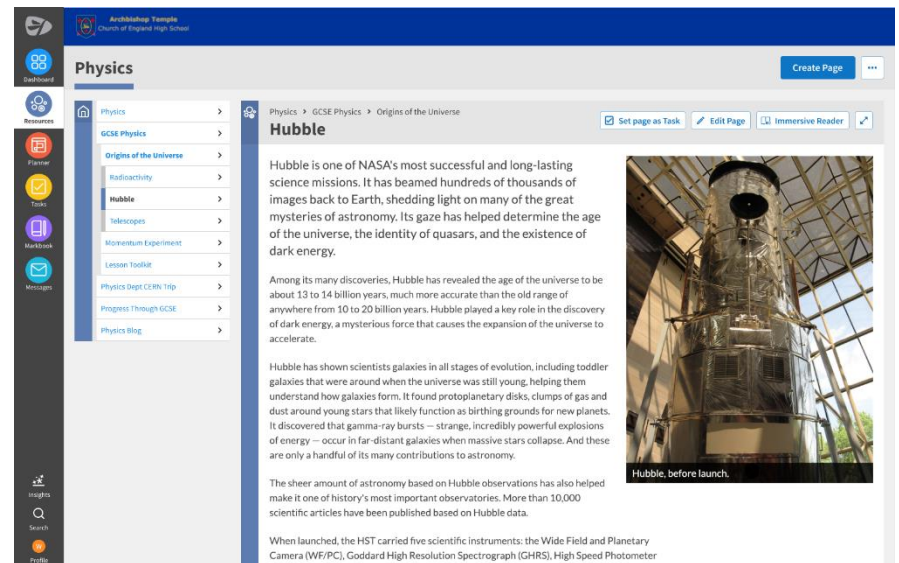 Archbishop Temple
Church of England High School
Dashboard
Resources
Planner
Tasks
Markbook
Messages
Insights
Search
W
Profile
Physics
Create Page
Physics
GCSE Physics
Origins of the Universe
Radioactivity
Hubble
Telescopes
Momentum Experiment
Lesson Toolkit
Physics Dept CERN Trip
Progress Through GCSE
Physics Blog
Physics > GCSE Physics > Origins of the Universe
Hubble
Set page as Task
Edit Page
Immersive Reader
Hubble is one of NASA's most successful and long-lasting
science missions. It has beamed hundreds of thousands of
images back to Earth, shedding light on many of the great
mysteries of astronomy. Its gaze has helped determine the age
of the universe, the identity of quasars, and the existence of
dark energy.
Among its many discoveries, Hubble has revealed the age of the universe to be
about 13 to 14 billion years, much more accurate than the old range of
anywhere from 10 to 20 billion years. Hubble played a key role in the discovery
of dark energy, a mysterious force that causes the expansion of the universe to
accelerate.
Hubble has shown scientists galaxies in all stages of evolution, including toddler
galaxies that were around when the universe was still young, helping them
understand how galaxies form. It found protoplanetary disks, clumps of gas and
dust around young stars that likely function as birthing grounds for new planets.
It discovered that gamma-ray bursts — strange, incredibly powerful explosions
of energy — occur in far-distant galaxies when massive stars collapse. And these
are only a handful of its many contributions to astronomy.
The sheer amount of astronomy based on Hubble observations has also helped
make it one of history's most important observatories. More than 10,000
scientific articles have been published based on Hubble data.
When launched, the HST carried five scientific instruments: the Wide Field and Planetary
Camera (WF/PC), Goddard High Resolution Spectrograph (GHRS), High Speed Photometer
Hubble, before launch.